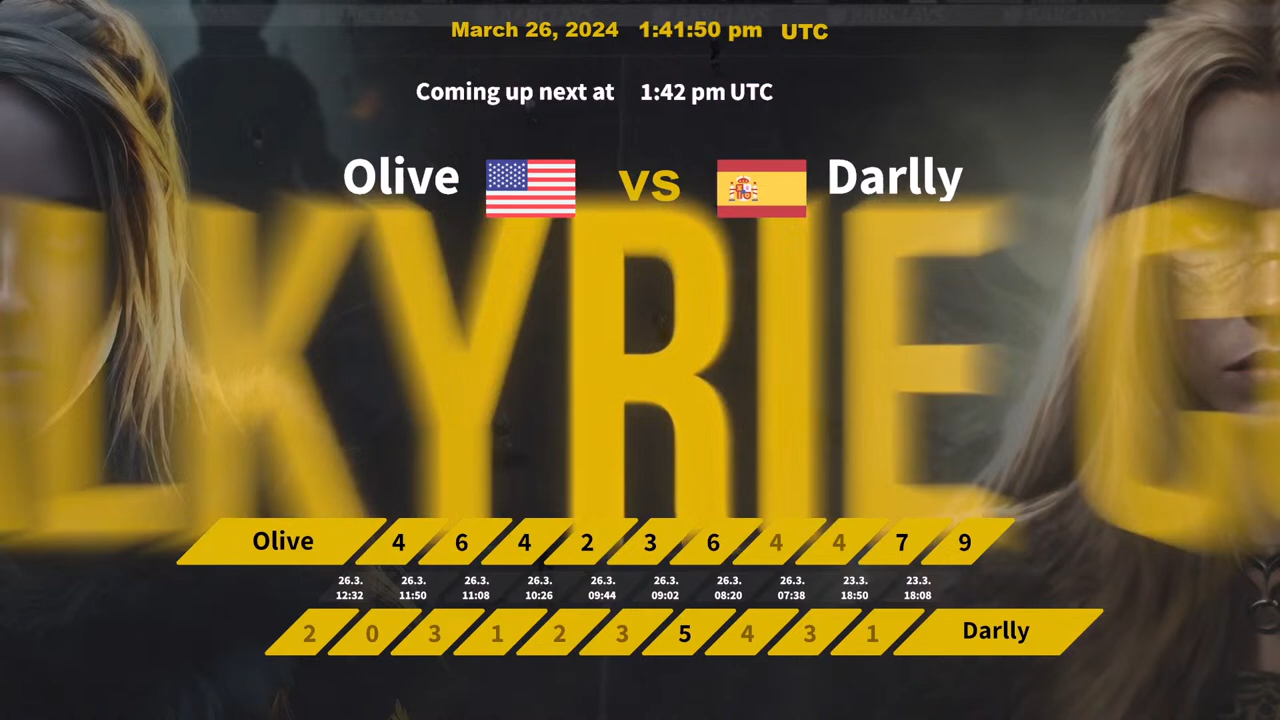 March 26, 2024 1:41:50 pm UTC
Coming up next at 1:42 pm UTC
Olive vs Darlly
LKYRIE C
Olive 4 6 4 2 3 6 4 4 7 9
26.3. 26.3. 26.3. 26.3. 26.3. 26.3. 26.3. 26.3. 23.3. 23.3.
12:32 11:50 11:08 10:26 09:44 09:02 08:20 07:38 18:50 18:08
2 0 3 1 2 3 5 4 3 1 Darlly